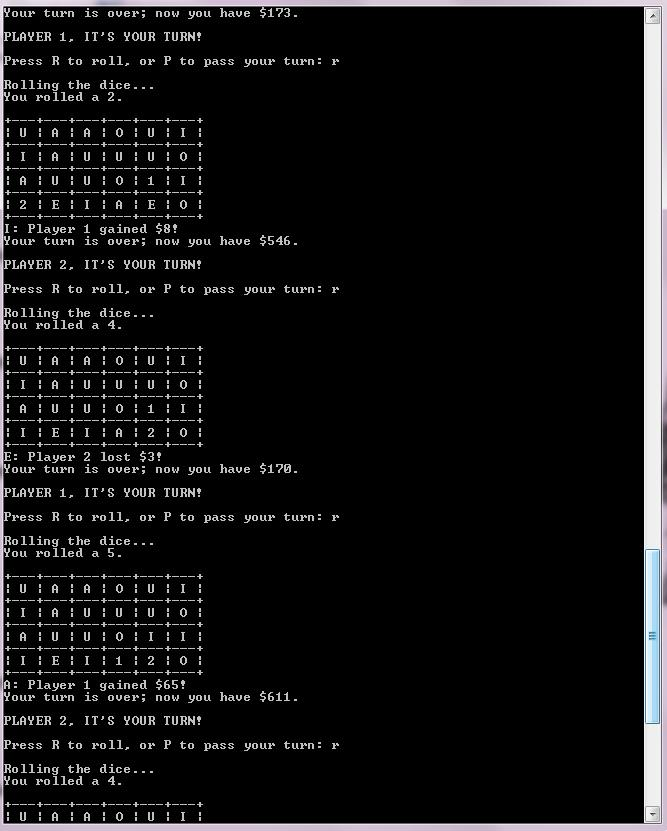 Your turn is over; now you have $173.
PLAYER 1, IT'S YOUR TURN!
Press R to roll, or P to pass your turn: r
Rolling the dice...
You rolled a 2.
+---+---+---+---+---+---+
¦ U ¦ A ¦ A ¦ O ¦ U ¦ I ¦
+---+---+---+---+---+---+
¦ I ¦ A ¦ U ¦ U ¦ U ¦ O ¦
+---+---+---+---+---+---+
¦ A ¦ U ¦ U ¦ O ¦ 1 ¦ I ¦
+---+---+---+---+---+---+
¦ 2 ¦ E ¦ I ¦ A ¦ E ¦ O ¦
+---+---+---+---+---+---+
I: Player 1 gained $8!
Your turn is over; now you have $546.
PLAYER 2, IT'S YOUR TURN!
Press R to roll, or P to pass your turn: r
Rolling the dice...
You rolled a 4.
+---+---+---+---+---+---+
¦ U ¦ A ¦ A ¦ O ¦ U ¦ I ¦
+---+---+---+---+---+---+
¦ I ¦ A ¦ U ¦ U ¦ U ¦ O ¦
+---+---+---+---+---+---+
¦ A ¦ U ¦ U ¦ O ¦ 1 ¦ I ¦
+---+---+---+---+---+---+
¦ I ¦ E ¦ I ¦ A ¦ 2 ¦ O ¦
+---+---+---+---+---+---+
E: Player 2 lost $3!
Your turn is over; now you have $170.
PLAYER 1, IT'S YOUR TURN!
Press R to roll, or P to pass your turn: r
Rolling the dice...
You rolled a 5.
+---+---+---+---+---+---+
¦ U ¦ A ¦ A ¦ O ¦ U ¦ I ¦
+---+---+---+---+---+---+
¦ I ¦ A ¦ U ¦ U ¦ U ¦ O ¦
+---+---+---+---+---+---+
¦ A ¦ U ¦ U ¦ O ¦ I ¦ I ¦
+---+---+---+---+---+---+
¦ I ¦ E ¦ I ¦ 1 ¦ 2 ¦ O ¦
+---+---+---+---+---+---+
A: Player 1 gained $65!
Your turn is over; now you have $611.
PLAYER 2, IT'S YOUR TURN!
Press R to roll, or P to pass your turn: r
Rolling the dice...
You rolled a 4.
+---+---+---+---+---+---+
¦ U ¦ A ¦ A ¦ O ¦ U ¦ I ¦